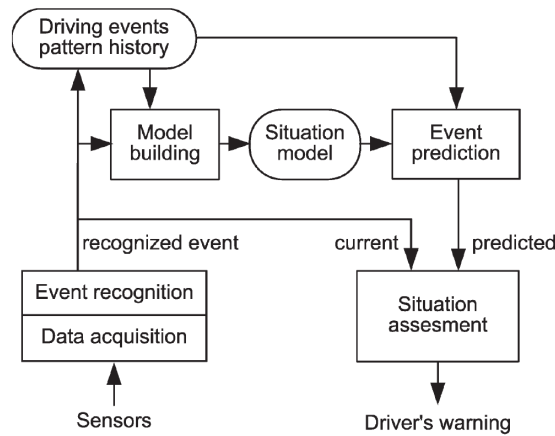 Driving events
pattern history
Model
building
Situation
model
Event
prediction
recognized event
current
predicted
Event recognition
Data acquisition
Situation
assesment
Sensors
Driver's warning